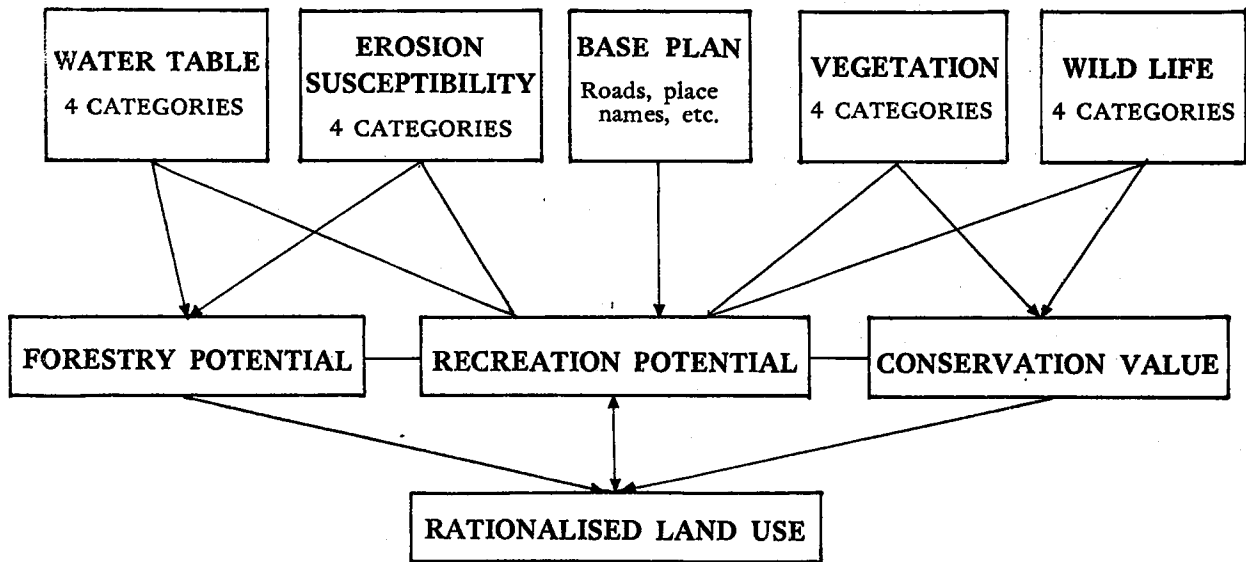 WATER TABLE
4 CATEGORIES
EROSION
SUSCEPTIBILITY
4 CATEGORIES
BASE PLAN
Roads, place
names, etc.
VEGETATION
4 CATEGORIES
WILD LIFE
4 CATEGORIES
FORESTRY POTENTIAL
RECREATION POTENTIAL
CONSERVATION VALUE
RATIONALISED LAND USE